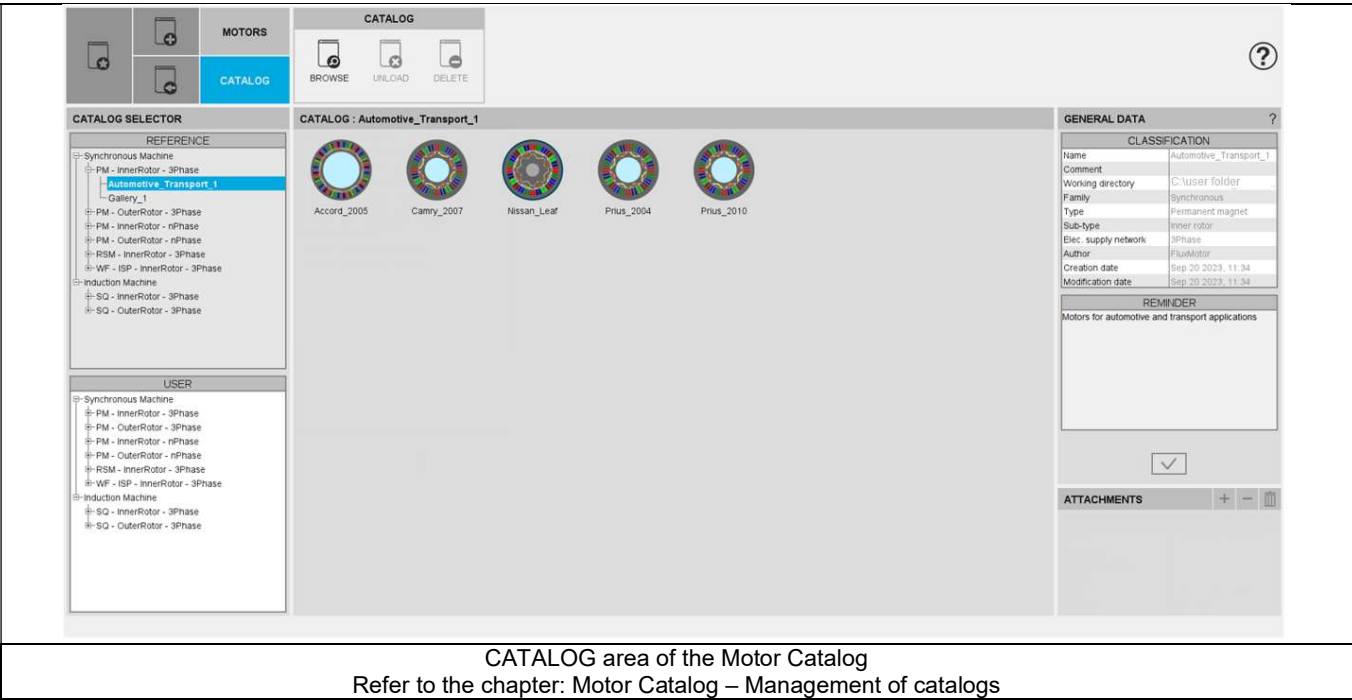 CATALOG
MOTORS
CATALOG
BROWSE UNLOAD DELETE
?
CATALOG SELECTOR
REFERENCE
Synchronous Machine
PM - InnerRotor - 3Phase
Automotive_Transport_1
Gallery_1
PM - OuterRotor - 3Phase
PM - InnerRotor - nPhase
PM - OuterRotor - nPhase
RSM - InnerRotor - 3Phase
WF - ISP - InnerRotor - 3Phase
Induction Machine
SQ - InnerRotor - 3Phase
SQ - OuterRotor - 3Phase
USER
Synchronous Machine
PM - InnerRotor - 3Phase
PM - OuterRotor - 3Phase
PM - InnerRotor - nPhase
PM - OuterRotor - nPhase
RSM - InnerRotor - 3Phase
WF - ISP - InnerRotor - 3Phase
Induction Machine
SQ - InnerRotor - 3Phase
SQ - OuterRotor - 3Phase
CATALOG : Automotive_Transport_1
Accord_2005 Camry_2007 Nissan_Leaf Prius_2004 Prius_2010
GENERAL DATA ?
CLASSIFICATION
Name Automotive_Transport_1
Comment
Working directory C:\user folder
Family Synchronous
Type Permanent magnet
Sub-type Inner rotor
Elec. supply network 3Phase
Author FluxMotor
Creation date Sep 20 2023, 11:34
Modification date Sep 20 2023, 11:34
REMINDER
Motors for automotive and transport applications
ATTACHMENTS
CATALOG area of the Motor Catalog
Refer to the chapter: Motor Catalog – Management of catalogs